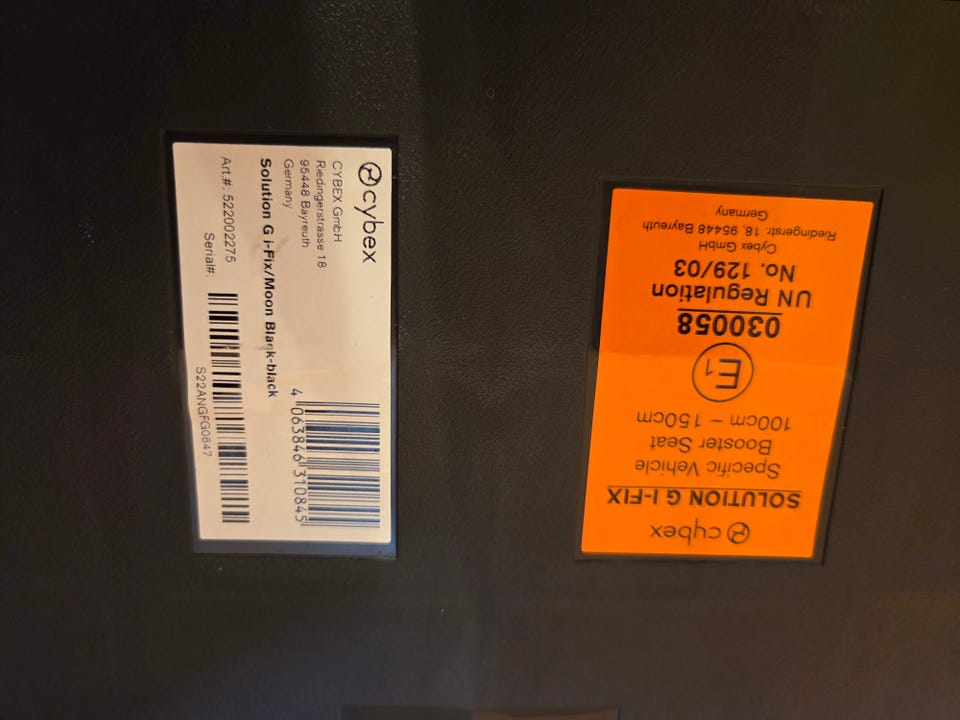 cybex
CYBEX GmbH
Riedingerstrasse 18
95448 Bayreuth
Germany
Solution G i-Fix/Moon Black-black
Art.#: 522002275
Serial#:
S22ANGFG0647
4 063846 310845
cybex
SOLUTION G I-FIX
Specific Vehicle
Booster Seat
100cm – 150cm
E1
030058
UN Regulation
No. 129/03
Cybex GmbH
Riedingerstr. 18, 95448 Bayreuth
Germany